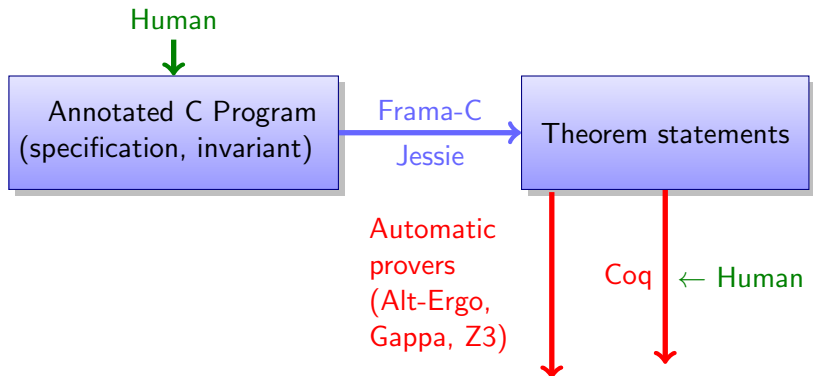 Human
Annotated C Program
(specification, invariant)
Frama-C
Jessie
Theorem statements
Automatic
provers
(Alt-Ergo,
Gappa, Z3)
Coq
← Human